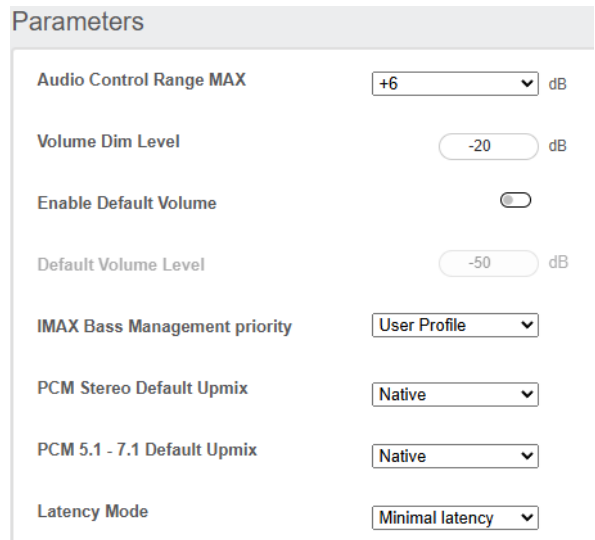 Parameters
Audio Control Range MAX +6 dB
Volume Dim Level -20 dB
Enable Default Volume
Default Volume Level -50 dB
IMAX Bass Management priority User Profile
PCM Stereo Default Upmix Native
PCM 5.1 - 7.1 Default Upmix Native
Latency Mode Minimal latency